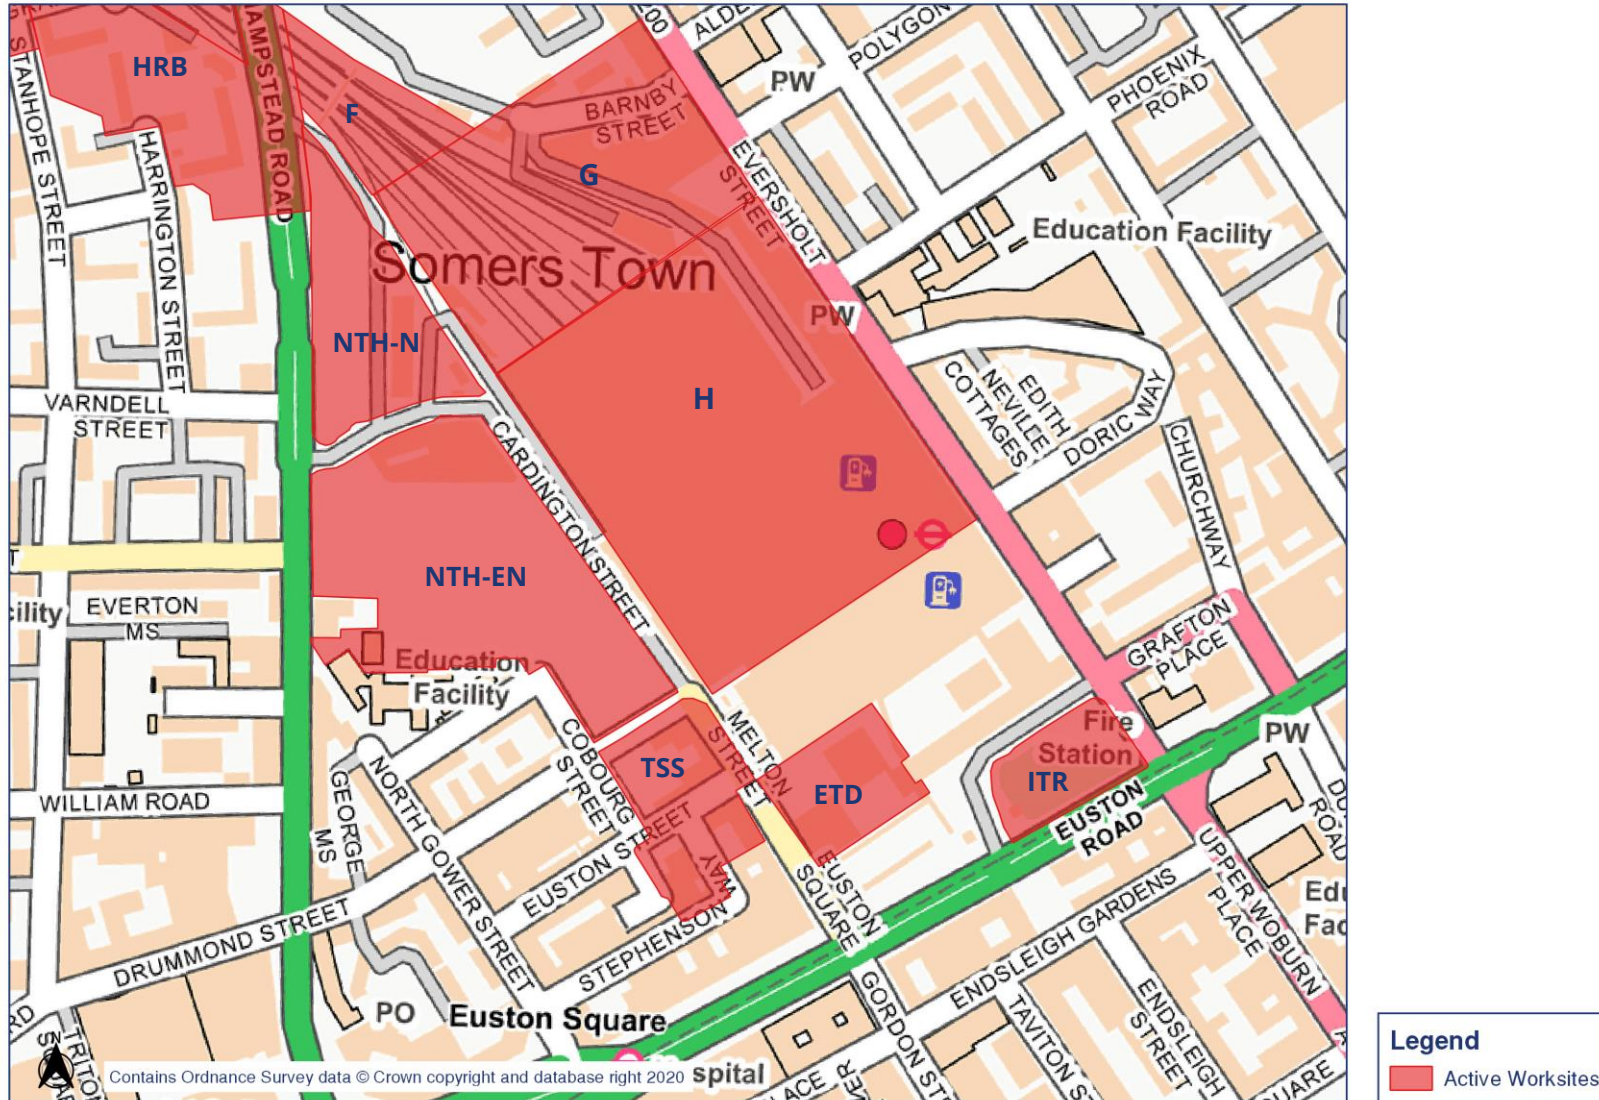 HRB
STANHOPE STREET
HAMPSTEAD ROAD
HARRINGTON STREET
F
BARNBY
STREET
G
EVERSHOLT
STREET
PW
POLYGON
PHOENIX
ROAD
Education Facility
Somers Town
NTH-N
H
PW
COTTAGES
NEVILLE
EDITH
DORIC WAY
CHURCHWAY
VARNDELL
STREET
CARDINGTON STREET
NTH-EN
EVERTON
MS
Education
Facility
GRAFTON
PLACE
COBOURG
STREET
MELTON
STREET
TSS
ETD
Fire
Station
ITR
PW
EUSTON
ROAD
WILLIAM ROAD
GEORGE
MS
NORTH GOWER STREET
EUSTON STREET
WAY
STEPHENSON
EUSTON
SQUARE
UPPER WOBURN
PLACE
DRUMMOND STREET
ENDSLEIGH GARDENS
PO
Euston Square
GORDON ST
TAVITON ST
ENDSLEIGH
STREET
Contains Ordnance Survey data © Crown copyright and database right 2020
Legend
Active Worksites